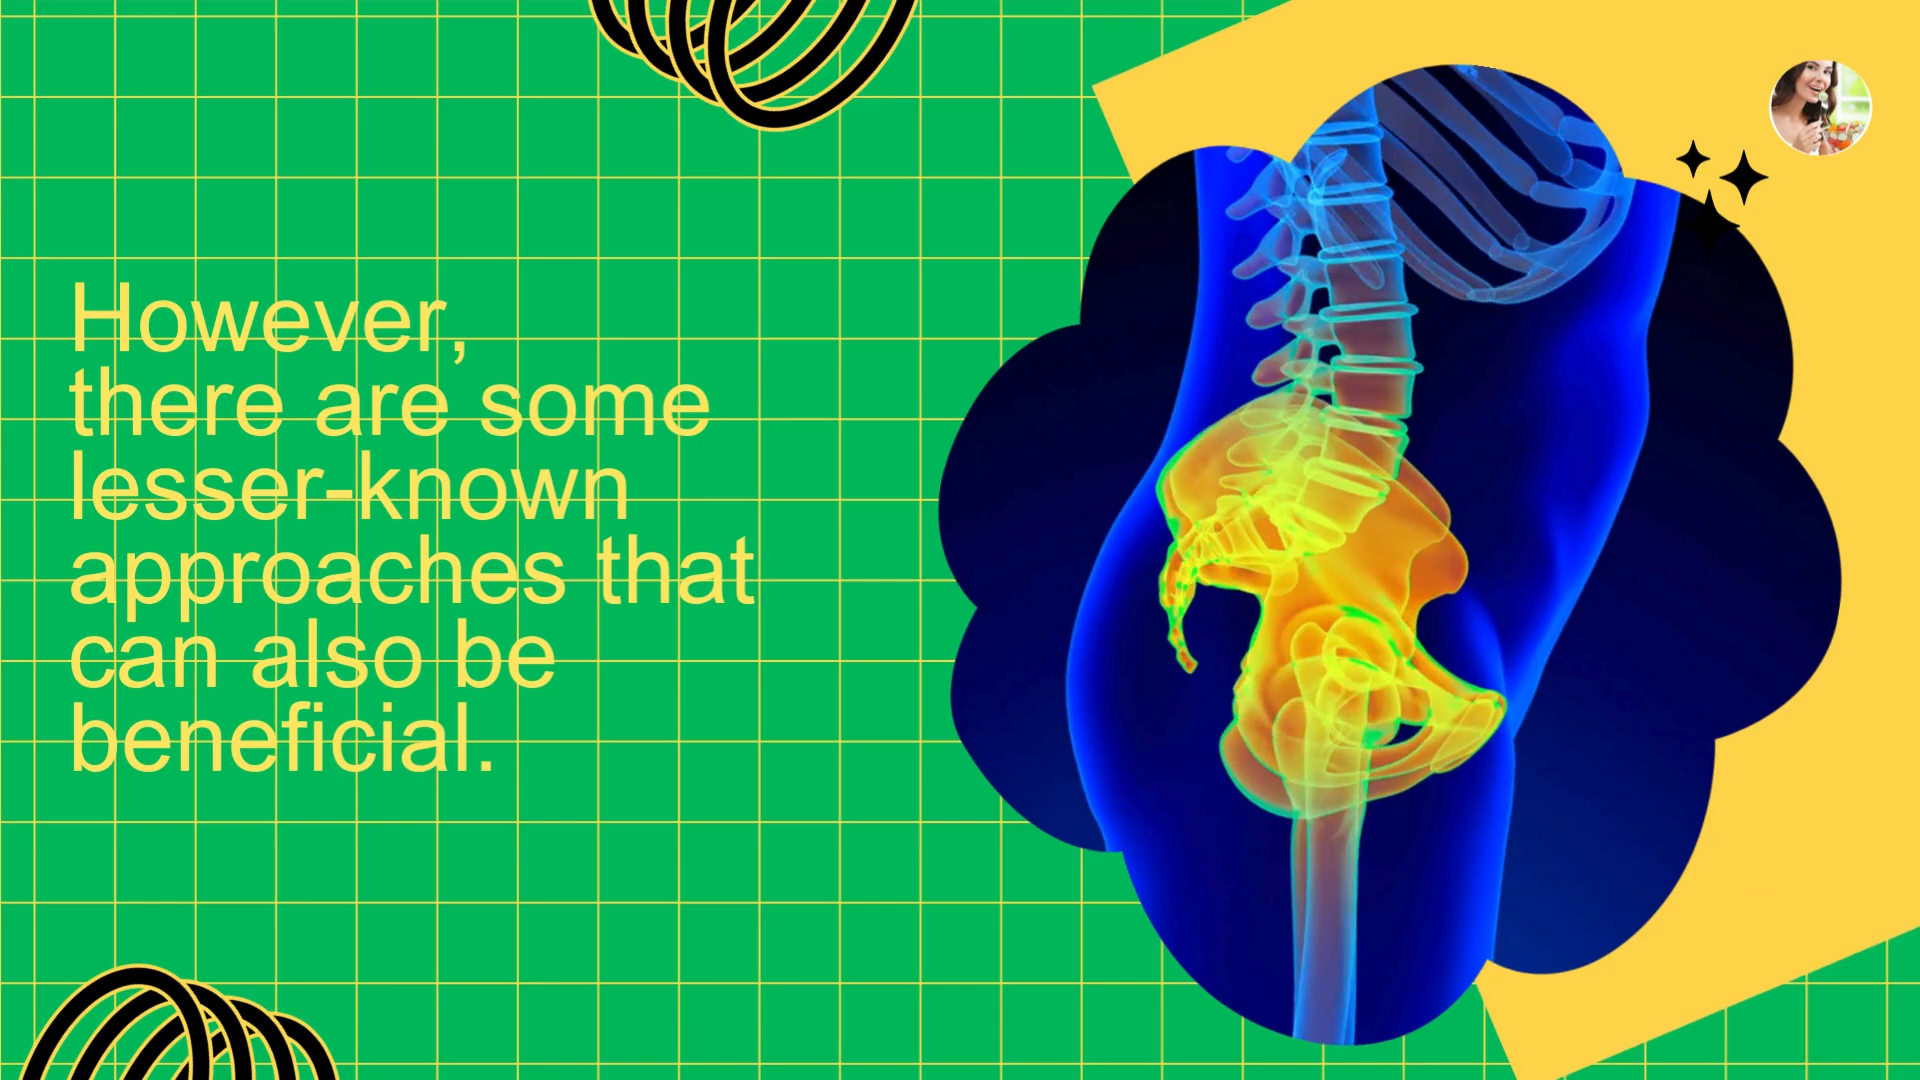 However,
there are some
lesser-known
approaches that
can also be
beneficial.